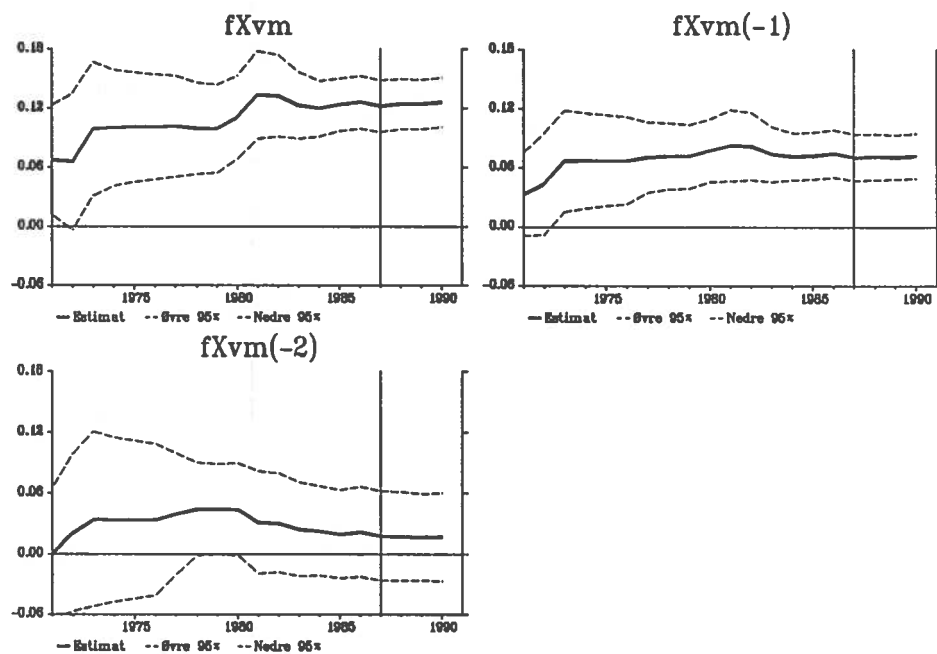 fXvm
0.18
0.12
0.06
0.00
-0.06
1975 1980 1985 1990
Estimat Øvre 95% Nedre 95%
fXvm(-1)
0.18
0.12
0.06
0.00
-0.06
1975 1980 1985 1990
Estimat Øvre 95% Nedre 95%
fXvm(-2)
0.18
0.12
0.06
0.00
-0.06
1975 1980 1985 1990
Estimat Øvre 95% Nedre 95%